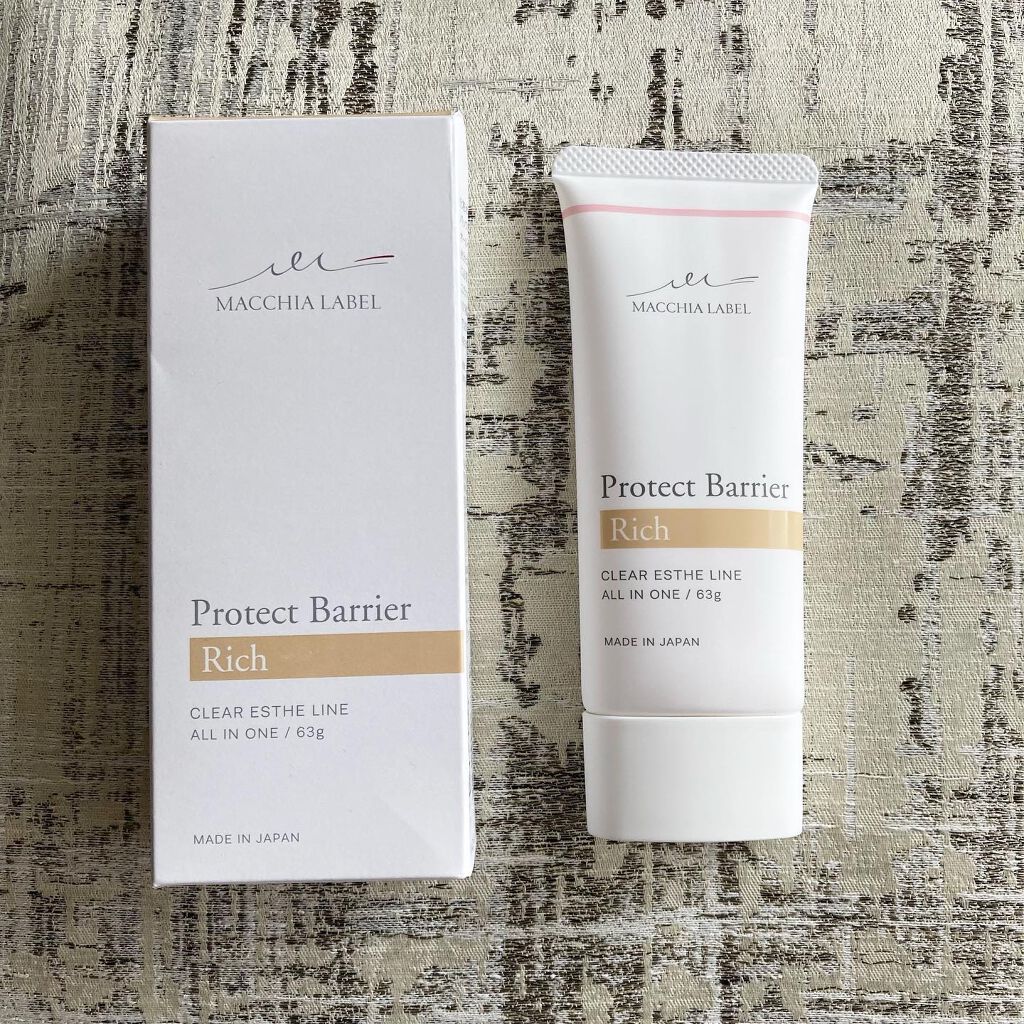 MACCHIA LABEL
Protect Barrier
Rich
CLEAR ESTHE LINE
ALL IN ONE / 63g
MADE IN JAPAN
MACCHIA LABEL
Protect Barrier
Rich
CLEAR ESTHE LINE
ALL IN ONE / 63g
MADE IN JAPAN